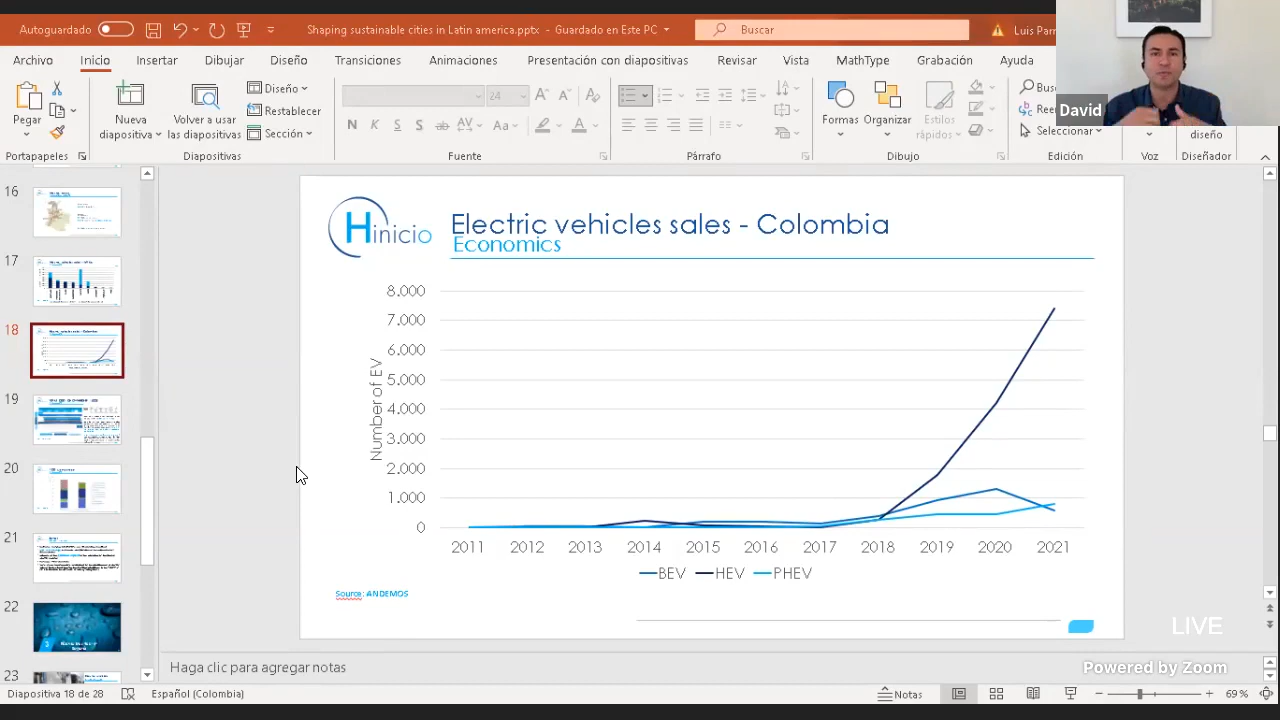 Autoguardado
Shaping sustainable cities in Latin america.pptx - Guardado en Este PC
Buscar
Luis Parr
Archivo Inicio Insertar Dibujar Diseño Transiciones Animaciones Presentación con diapositivas Revisar Vista MathType Grabación Ayuda
David
Pegar
Nueva diapositiva
Volver a usar las diapositivas
Diseño
Restablecer
Sección
24
N K S S ab AV Aa A
Formas Organizar Estilos rápidos
Seleccionar
diseño
Portapapeles Diapositivas Fuente Párrafo Dibujo Edición Voz Diseñador
16
17
18
19
20
21
22
23
Hinicio
Electric vehicles sales - Colombia
Economics
Number of EV
8.000
7.000
6.000
5.000
4.000
3.000
2.000
1.000
0
2012 2013 2014 2015 2017 2018 2020 2021
BEV HEV PHEV
Source: ANDEMOS
LIVE
Haga clic para agregar notas
Powered by Zoom
Diapositiva 18 de 28 Español (Colombia) Notas 69 %